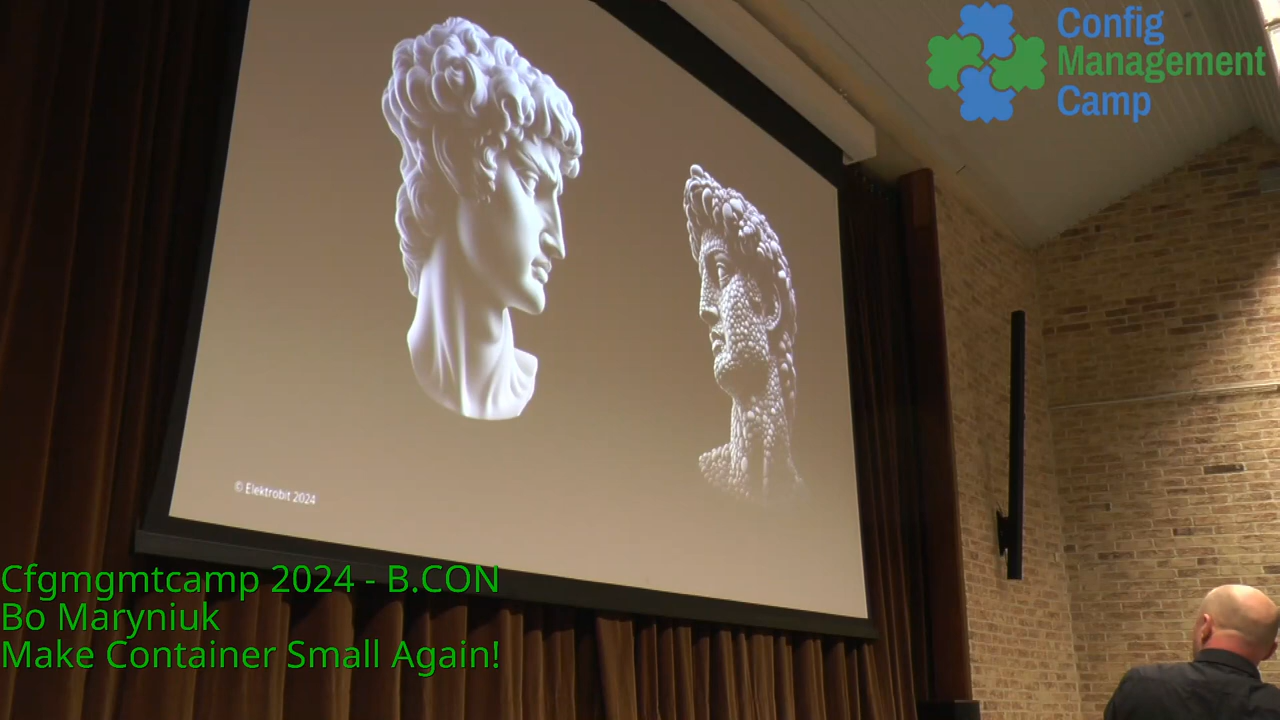 Config
Management
Camp
© Elektrobit 2024
Cfgmgmtcamp 2024 - B.CON
Bo Maryniuk
Make Container Small Again!